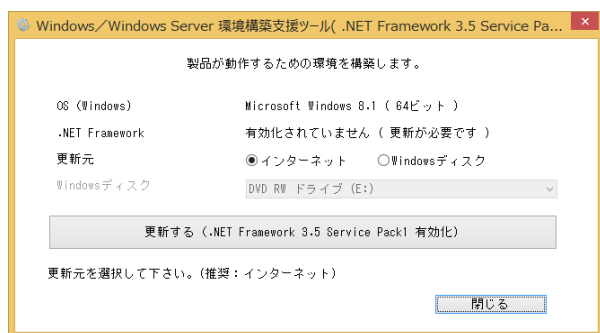 Windows／Windows Server 環境構築支援ツール( .NET Framework 3.5 Service Pa...
製品が動作するための環境を構築します。
OS (Windows) Microsoft Windows 8.1 ( 64ビット )
.NET Framework 有効化されていません ( 更新が必要です )
更新元 インターネット Windowsディスク
Windowsディスク DVD RW ドライブ (E:)
更新する (.NET Framework 3.5 Service Pack1 有効化)
更新元を選択して下さい。(推奨：インターネット)
閉じる